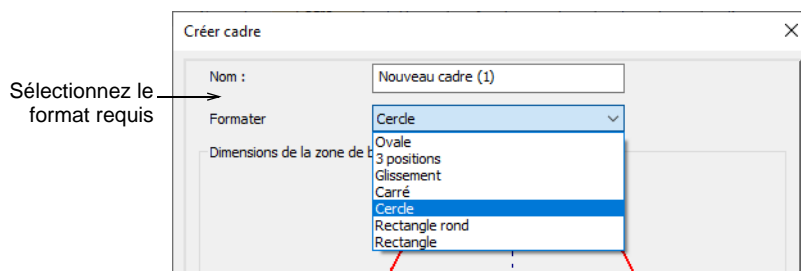 Créer cadre
Nom :
Nouveau cadre (1)
Sélectionnez le
format requis
Formater
Cercle
Dimensions de la zone de b
Ovale
3 positions
Glissement
Carré
Cercle
Rectangle rond
Rectangle